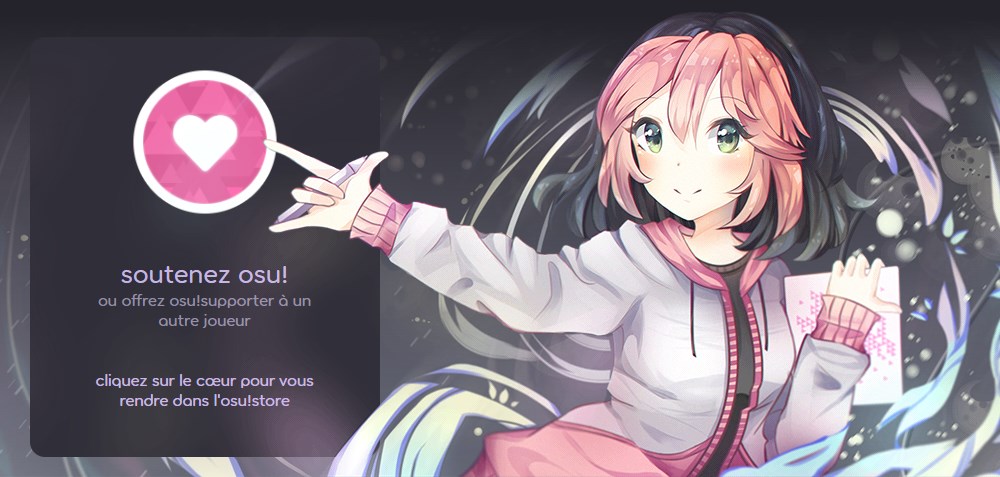 soutenez osu!
ou offrez osu!supporter à un
autre joueur
cliquez sur le cœur pour vous
rendre dans l'osu!store